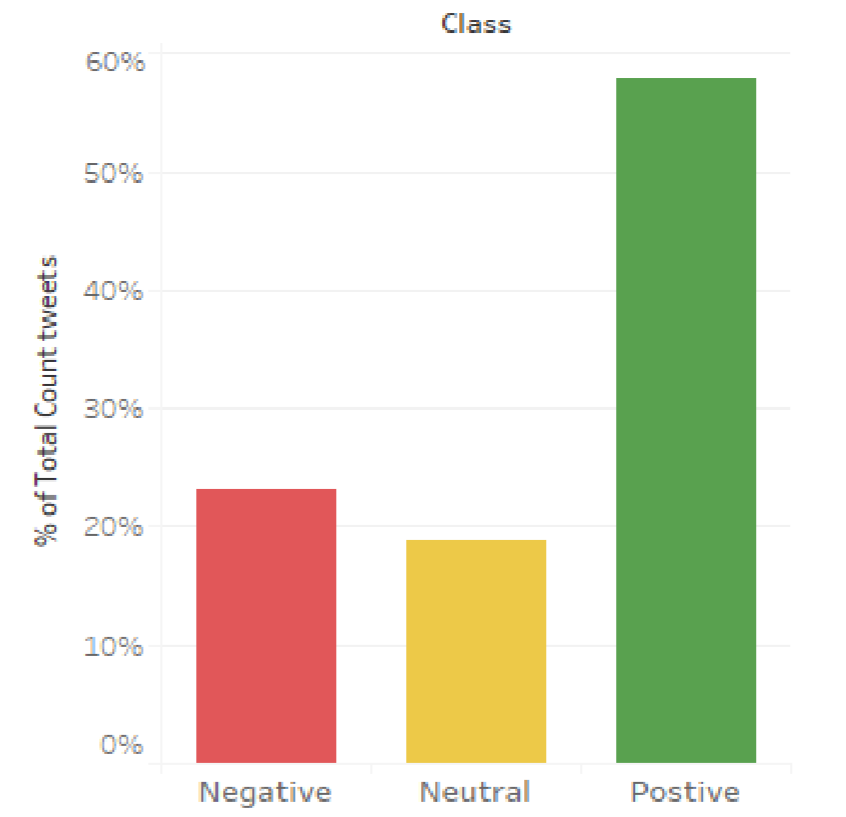 Class
60%
50%
40%
30%
20%
10%
0%
% of Total Count tweets
Negative
Neutral
Postive